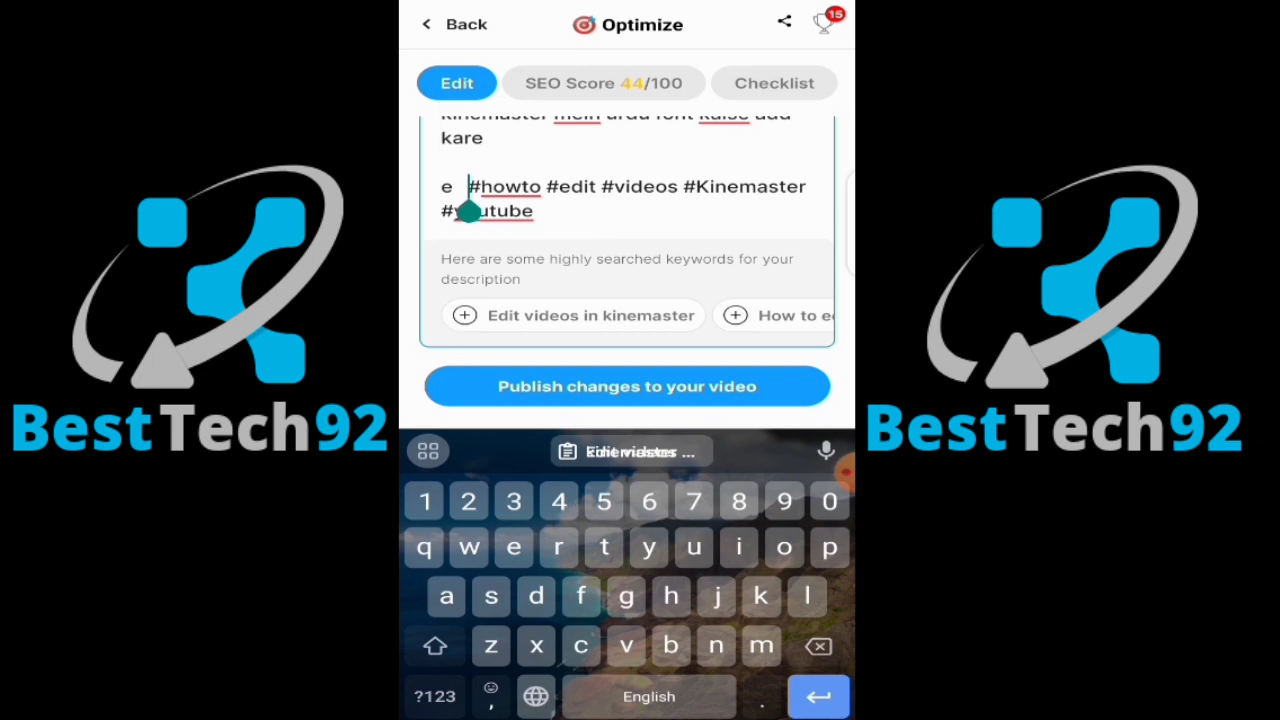 Back
Optimize
15
Edit
SEO Score 44/100
Checklist
kinemaster mein urdu font kaise add
kare
e #howto #edit #videos #Kinemaster
#youtube
Here are some highly searched keywords for your
description
Edit videos in kinemaster
How to e
Publish changes to your video
BestTech92
BestTech92
1 2 3 4 5 6 7 8 9 0
q w e r t y u i o p
a s d f g h j k l
z x c v b n m
?123
,
English
.